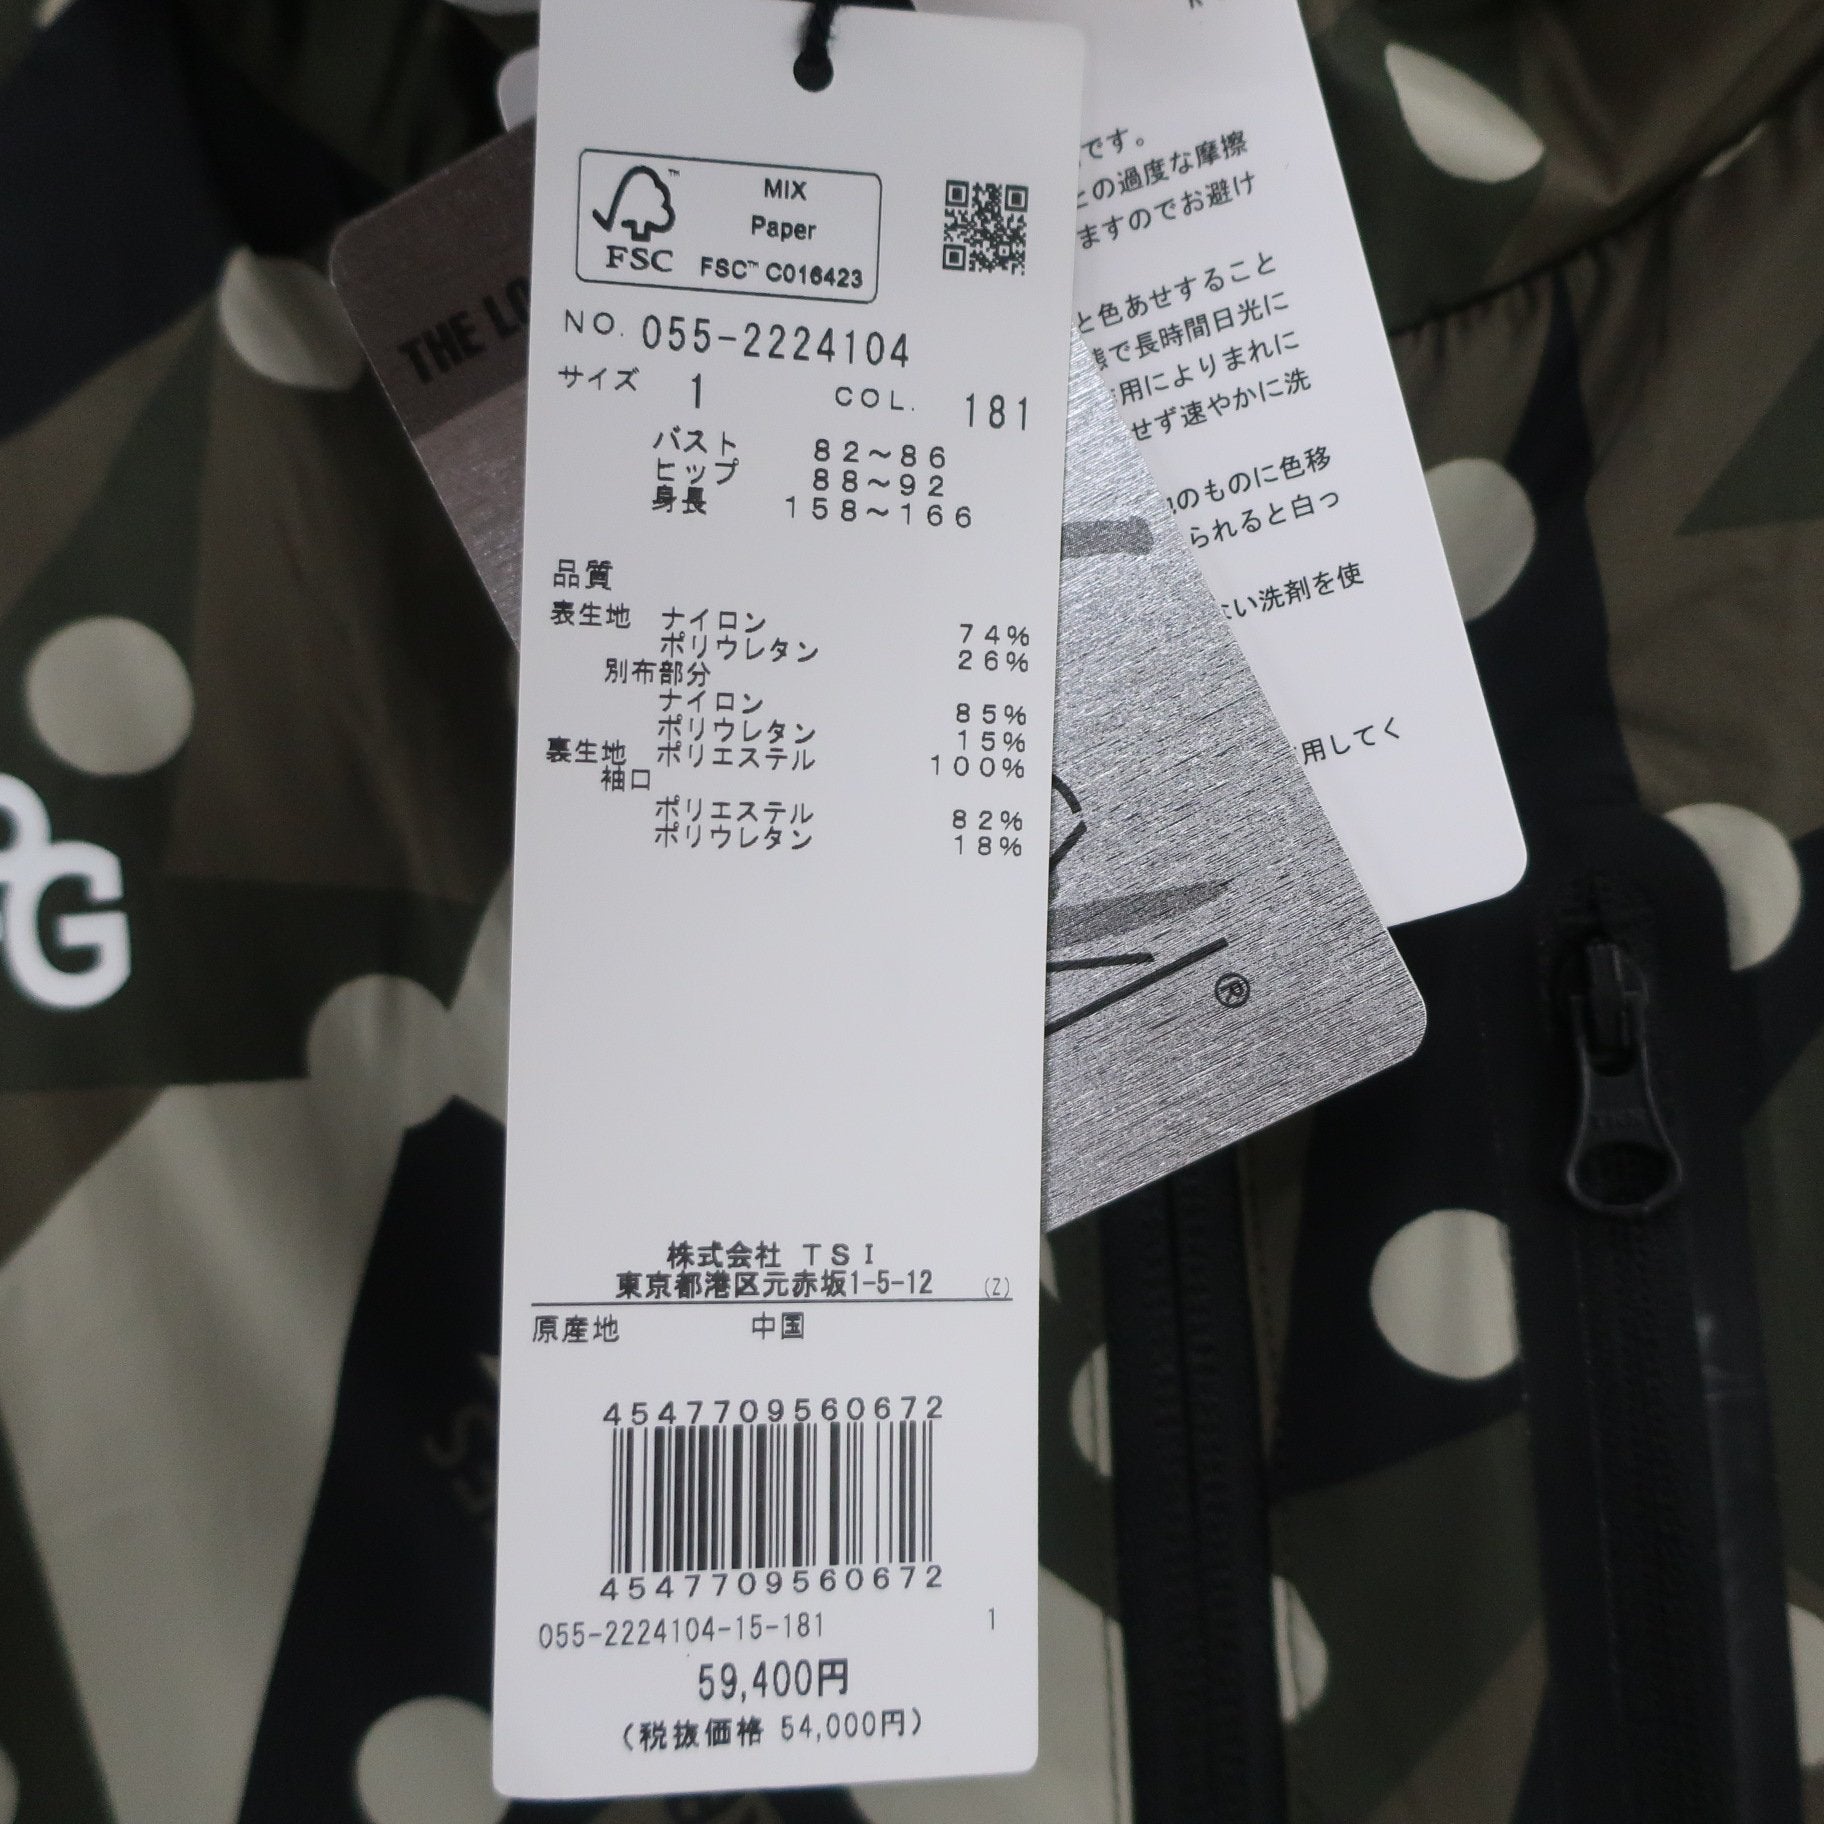 MIX
Paper
FSC
FSC™ C016423
NO. 055-2224104
サイズ 1 COL. 181
バスト 82～86
ヒップ 88～92
身長 158～166
品質
表生地 ナイロン 74%
ポリウレタン 26%
別布部分
ナイロン 85%
ポリウレタン 15%
裏生地 ポリエステル 100%
袖口
ポリエステル 82%
ポリウレタン 18%
株式会社 TSI
東京都港区元赤坂1-5-12 (Z)
原産地 中国
4547709560672
4547709560672
055-2224104-15-181 1
59,400円
(税抜価格 54,000円)
THE
®
です。
の過度な摩擦
ますのでお避け
と色あせすること
で長時間日光に
用によりまれに
せず速やかに洗
のものに色移
られると白っ
い洗剤を使
用してく
G